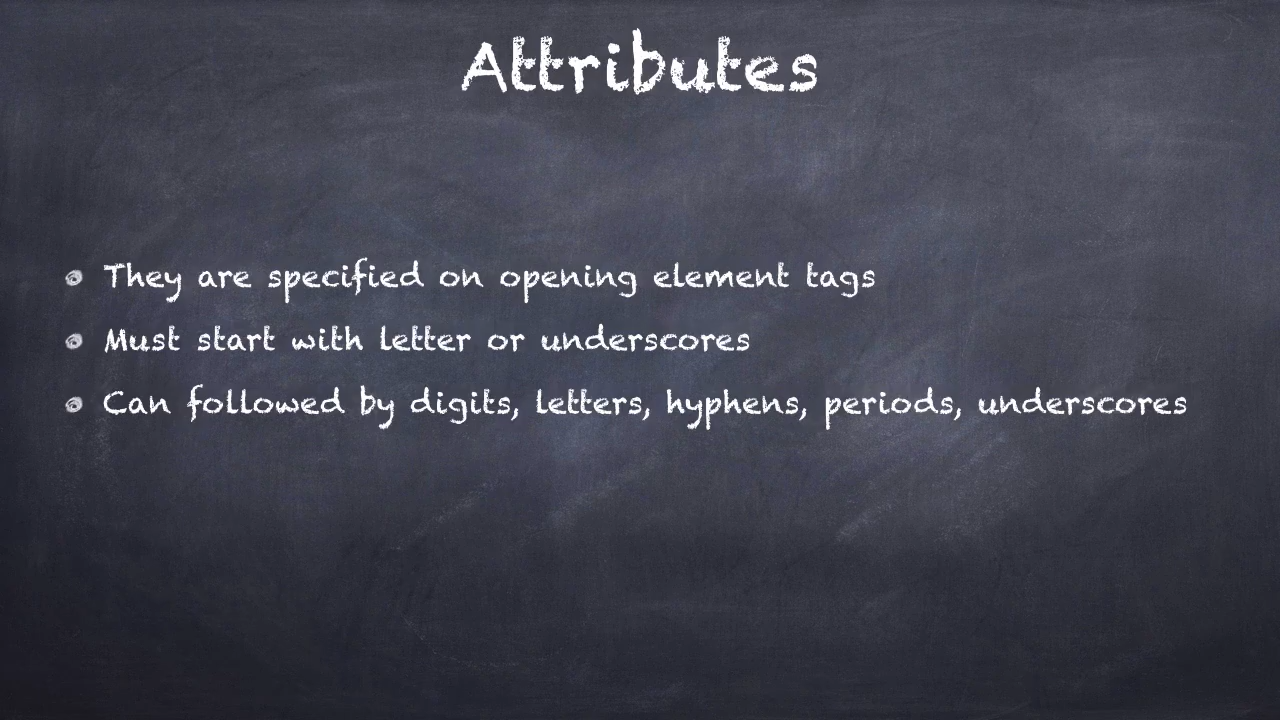 Attributes
They are specified on opening element tags
Must start with letter or underscores
Can followed by digits, letters, hyphens, periods, underscores